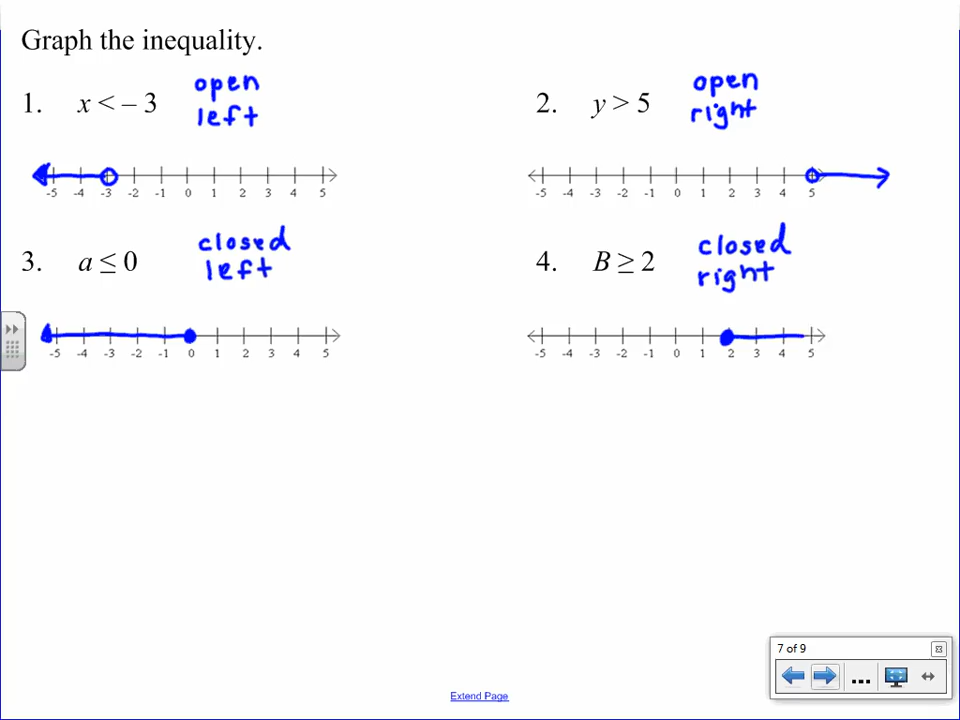 Graph the inequality.
1. x < – 3
open
left
2. y > 5
open
right
-5 -4 -3 -2 -1 0 1 2 3 4 5
-5 -4 -3 -2 -1 0 1 2 3 4 5
3. a ≤ 0
closed
left
4. B ≥ 2
closed
right
-5 -4 -3 -2 -1 0 1 2 3 4 5
-5 -4 -3 -2 -1 0 1 2 3 4 5
7 of 9
...
Extend Page